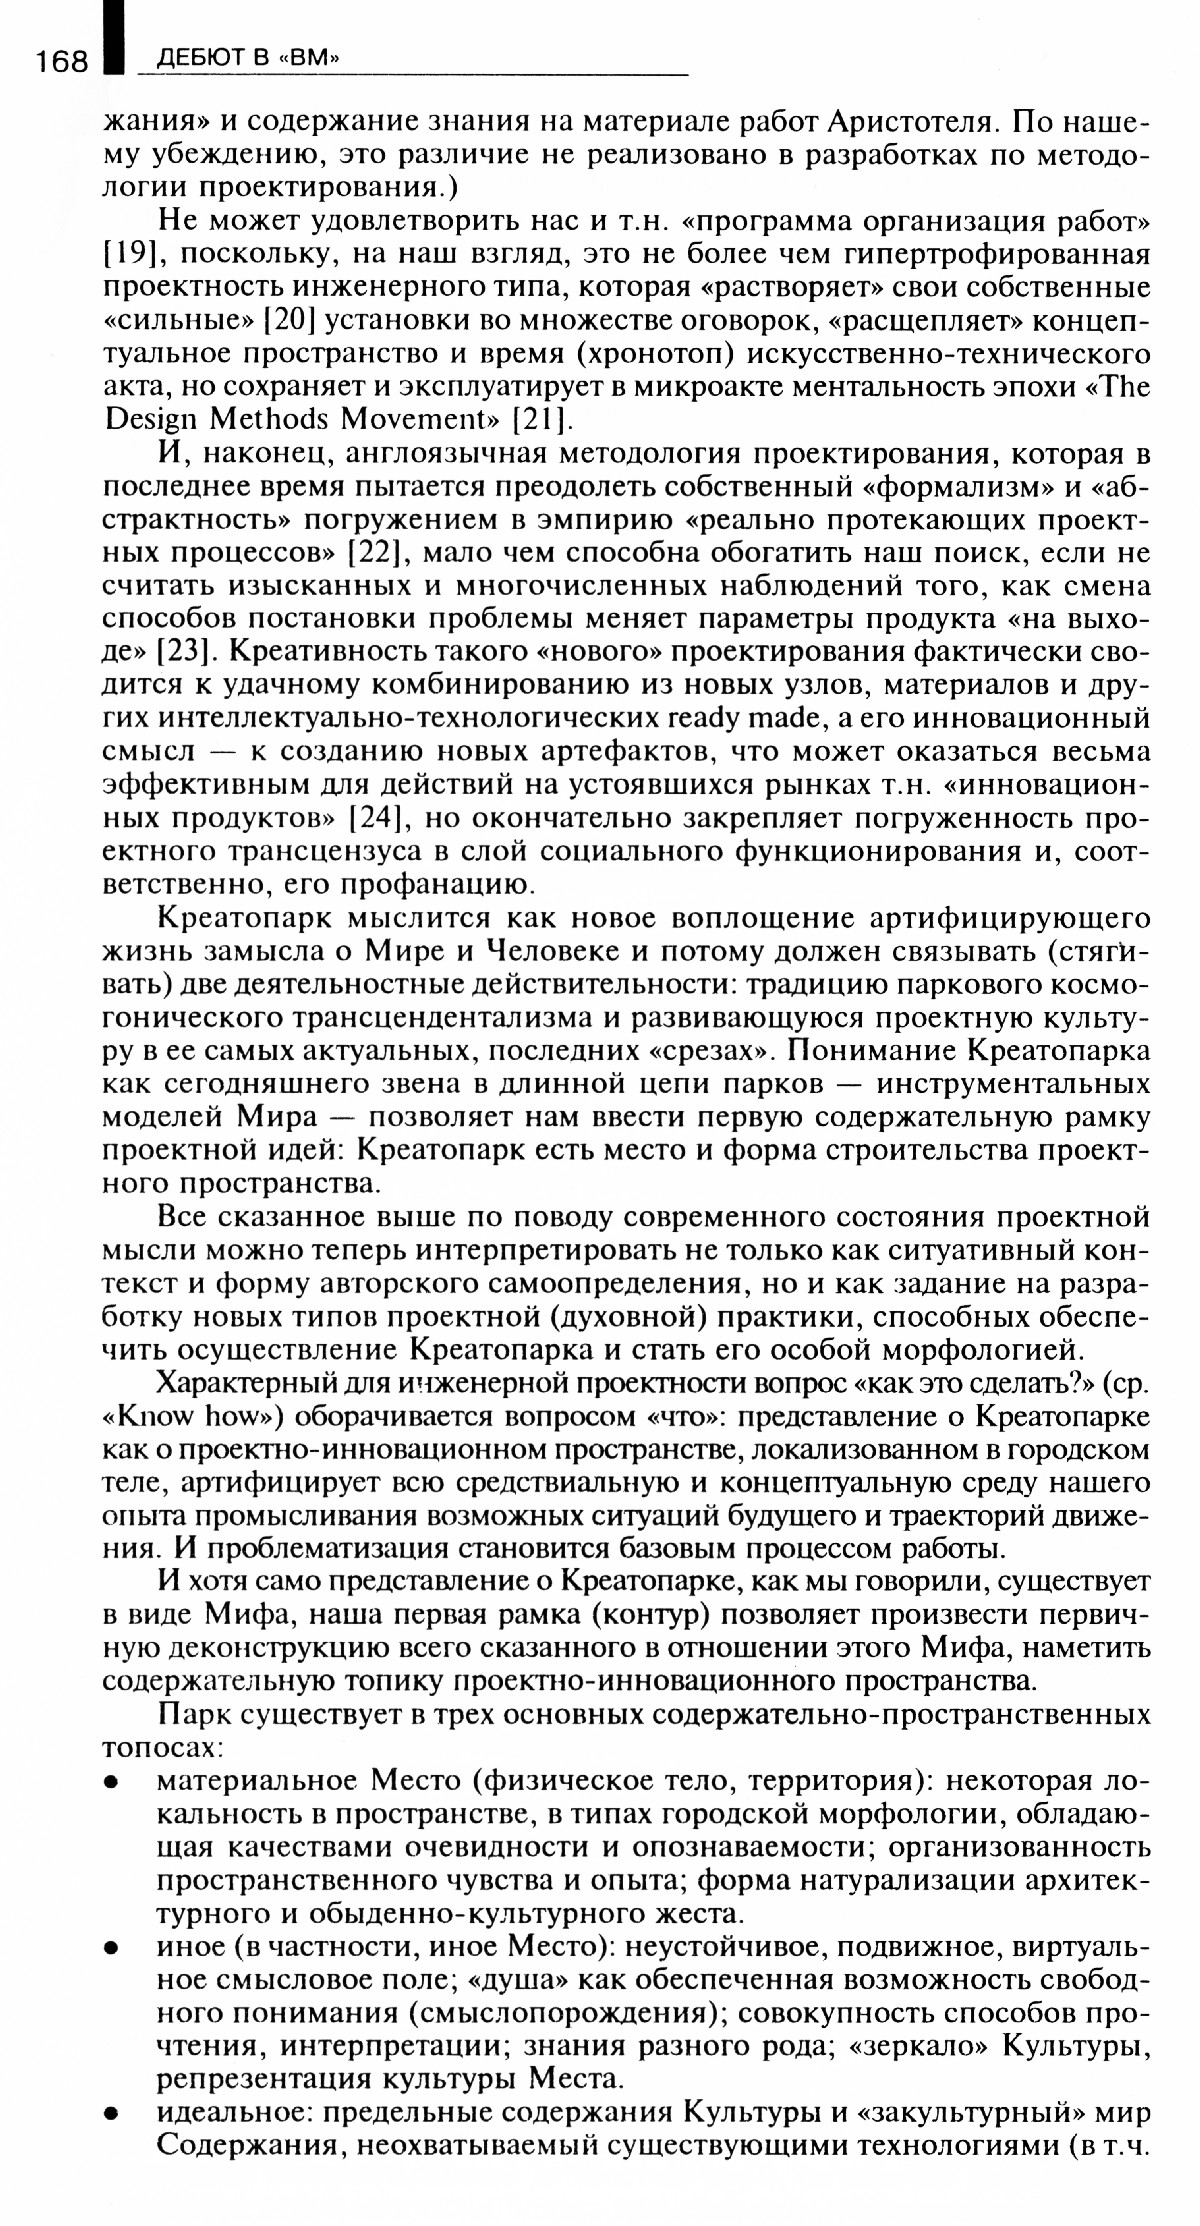 168 ДЕБЮТ В «ВМ»
жания» и содержание знания на материале работ Аристотеля. По наше-
му убеждению, это различие не реализовано в разработках по методо-
логии проектирования.)
Не может удовлетворить нас и т.н. «программа организация работ»
[19], поскольку, на наш взгляд, это не более чем гипертрофированная
проектность инженерного типа, которая «растворяет» свои собственные
«сильные» [20] установки во множестве оговорок, «расщепляет» концеп-
туальное пространство и время (хронотоп) искусственно-технического
акта, но сохраняет и эксплуатирует в микроакте ментальность эпохи «The
Design Methods Movement» [21].
И, наконец, англоязычная методология проектирования, которая в
последнее время пытается преодолеть собственный «формализм» и «аб-
страктность» погружением в эмпирию «реально протекающих проект-
ных процессов» [22], мало чем способна обогатить наш поиск, если не
считать изысканных и многочисленных наблюдений того, как смена
способов постановки проблемы меняет параметры продукта «на выхо-
де» [23]. Креативность такого «нового» проектирования фактически сво-
дится к удачному комбинированию из новых узлов, материалов и дру-
гих интеллектуально-технологических ready made, а его инновационный
смысл — к созданию новых артефактов, что может оказаться весьма
эффективным для действий на устоявшихся рынках т.н. «инновацион-
ных продуктов» [24], но окончательно закрепляет погруженность про-
ектного трансцензуса в слой социального функционирования и, соот-
ветственно, его профанацию.
Креатопарк мыслится как новое воплощение артифицирующего
жизнь замысла о Мире и Человеке и потому должен связывать (стяги-
вать) две деятельностные действительности: традицию паркового космо-
гонического трансцендентализма и развивающуюся проектную культу-
ру в ее самых актуальных, последних «срезах». Понимание Креатопарка
как сегодняшнего звена в длинной цепи парков — инструментальных
моделей Мира — позволяет нам ввести первую содержательную рамку
проектной идей: Креатопарк есть место и форма строительства проект-
ного пространства.
Все сказанное выше по поводу современного состояния проектной
мысли можно теперь интерпретировать не только как ситуативный кон-
текст и форму авторского самоопределения, но и как задание на разра-
ботку новых типов проектной (духовной) практики, способных обеспе-
чить осуществление Креатопарка и стать его особой морфологией.
Характерный для инженерной проектности вопрос «как это сделать?» (ср.
«Know how») оборачивается вопросом «что»: представление о Креатопарке
как о проектно-инновационном пространстве, локализованном в городском
теле, артифицирует всю средствиальную и концептуальную среду нашего
опыта промысливания возможных ситуаций будущего и траекторий движе-
ния. И проблематизация становится базовым процессом работы.
И хотя само представление о Креатопарке, как мы говорили, существует
в виде Мифа, наша первая рамка (контур) позволяет произвести первич-
ную деконструкцию всего сказанного в отношении этого Мифа, наметить
содержательную топику проектно-инновационного пространства.
Парк существует в трех основных содержательно-пространственных
топосах:
● материальное Место (физическое тело, территория): некоторая ло-
кальность в пространстве, в типах городской морфологии, обладаю-
щая качествами очевидности и опознаваемости; организованность
пространственного чувства и опыта; форма натурализации архитек-
турного и обыденно-культурного жеста.
● иное (в частности, иное Место): неустойчивое, подвижное, виртуаль-
ное смысловое поле; «душа» как обеспеченная возможность свобод-
ного понимания (смыслопорождения); совокупность способов про-
чтения, интерпретации; знания разного рода; «зеркало» Культуры,
репрезентация культуры Места.
● идеальное: предельные содержания Культуры и «закультурный» мир
Содержания, неохватываемый существующими технологиями (в т.ч.